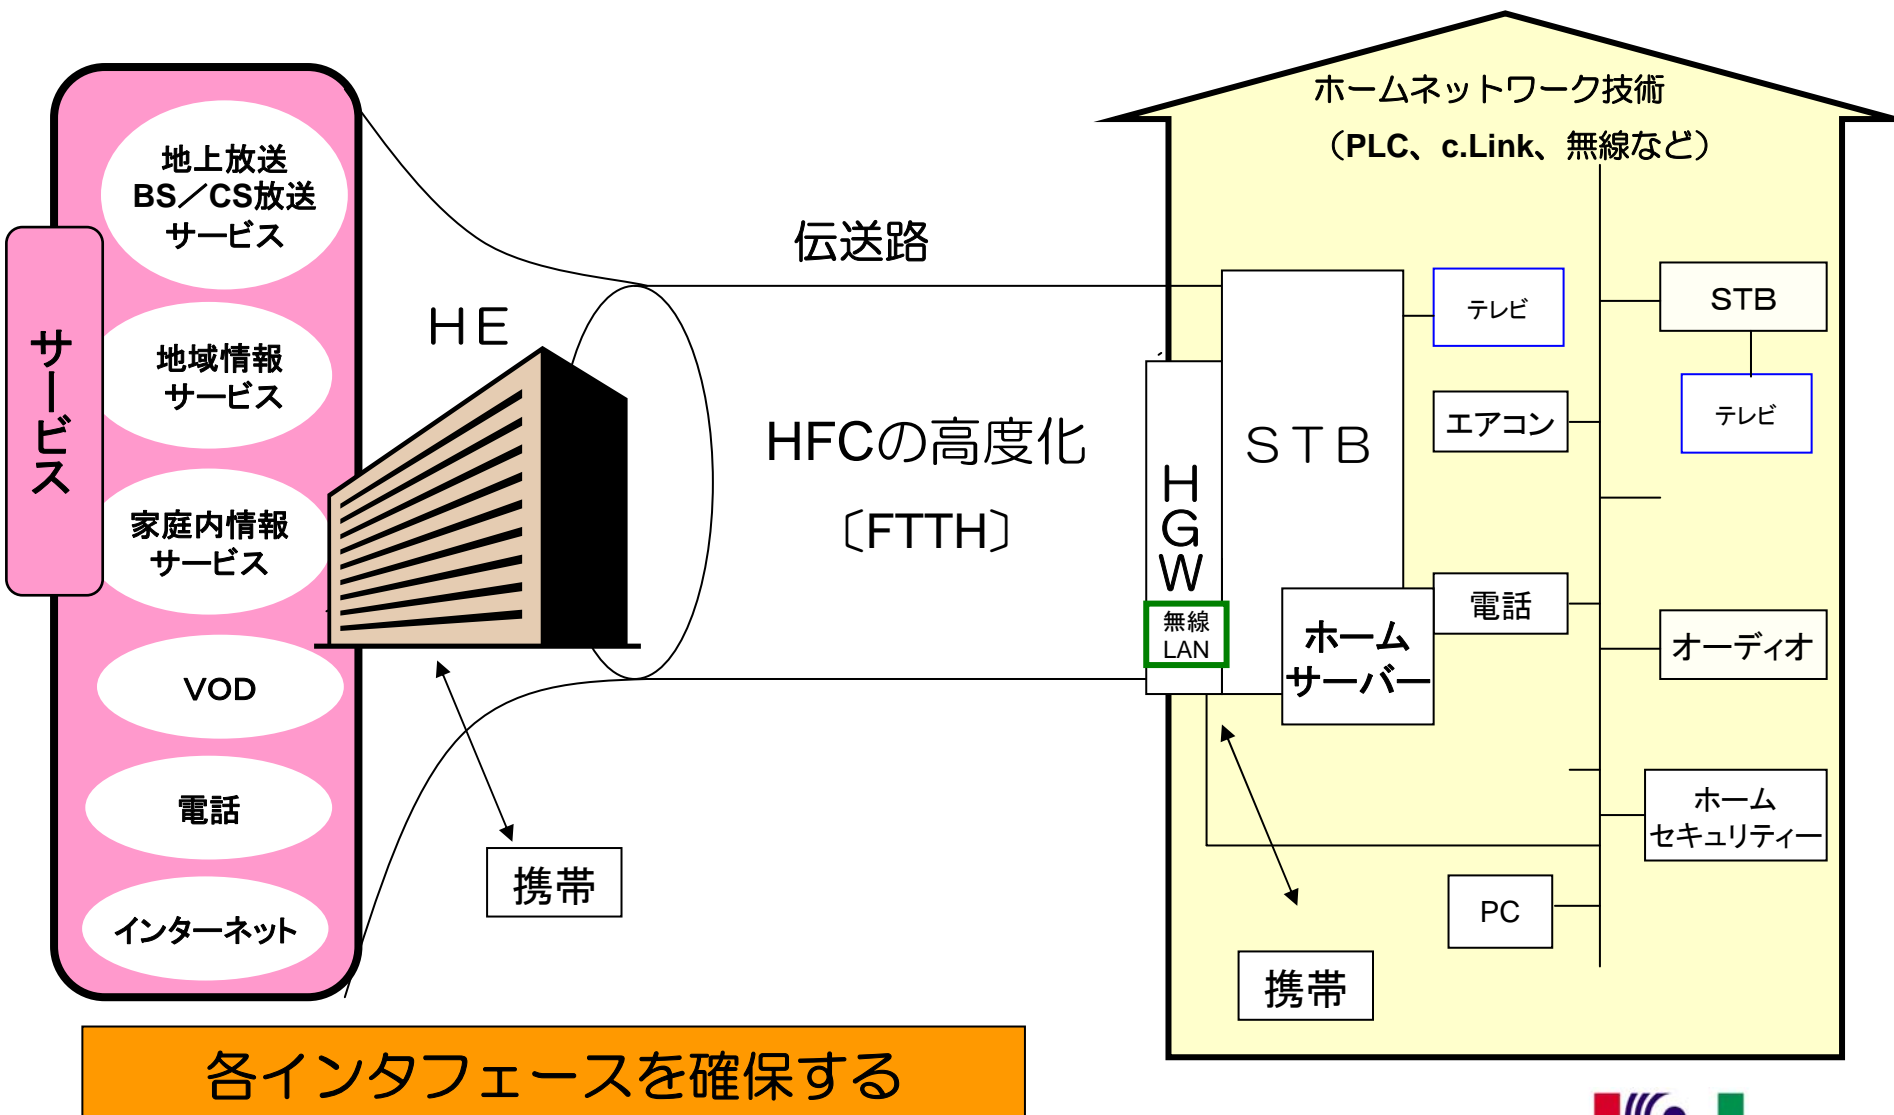 サービス
地上放送
BS／CS放送
サービス
地域情報
サービス
家庭内情報
サービス
VOD
電話
インターネット
HE
携帯
伝送路
HFCの高度化
〔FTTH〕
ホームネットワーク技術
（PLC、c.Link、無線など）
HGW
無線
LAN
STB
ホーム
サーバー
テレビ
エアコン
電話
STB
テレビ
オーディオ
ホーム
セキュリティー
PC
携帯
各インタフェースを確保する